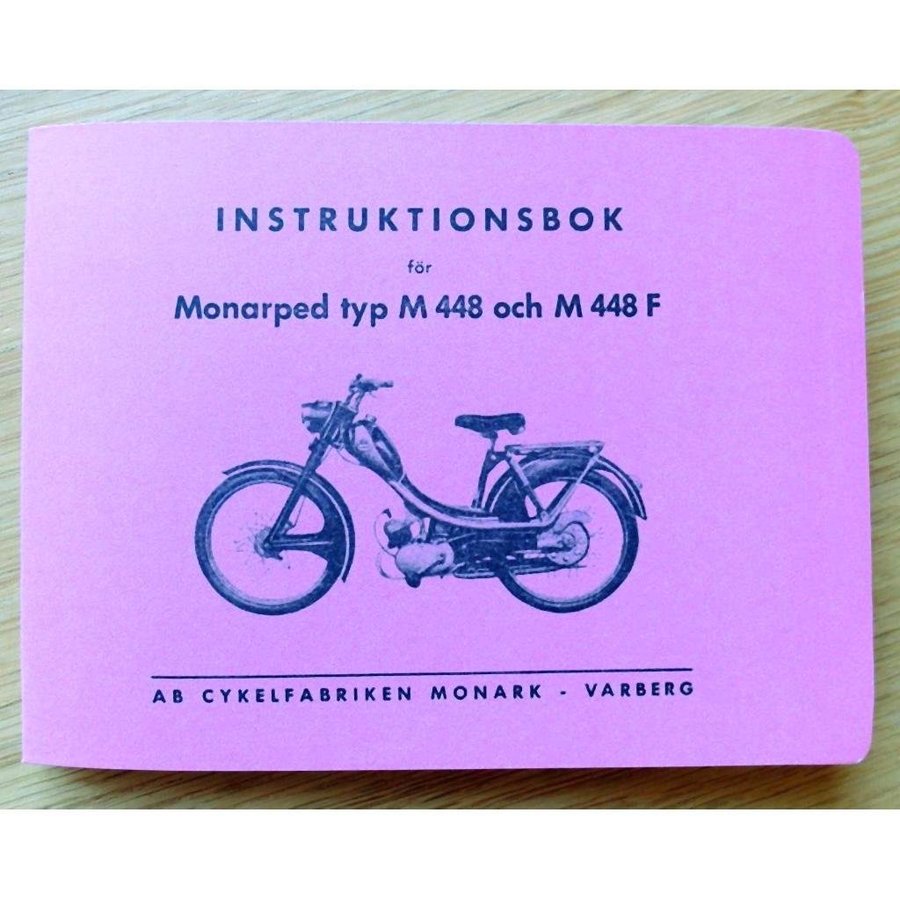 INSTRUKTIONSBOK
för
Monarped typ M 448 och M 448 F
AB CYKELFABRIKEN MONARK - VARBERG